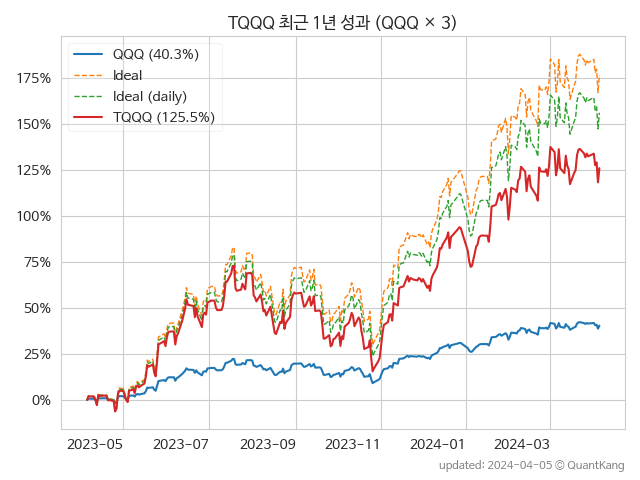 TQQQ 최근 1년 성과 (QQQ × 3)
QQQ (40.3%)
Ideal
Ideal (daily)
TQQQ (125.5%)
175%
150%
125%
100%
75%
50%
25%
0%
2023-05 2023-07 2023-09 2023-11 2024-01 2024-03
updated: 2024-04-05 © QuantKang